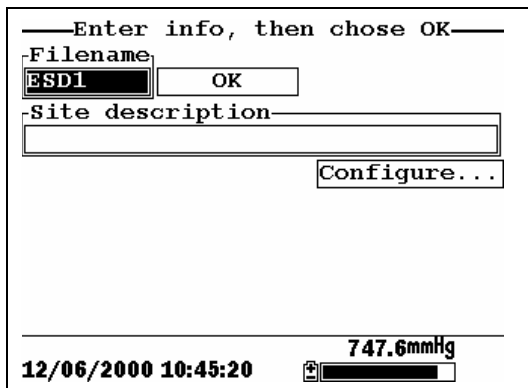 Enter info, then chose OK
Filename
ESD1 OK
Site description
Configure...
747.6mmHg
12/06/2000 10:45:20